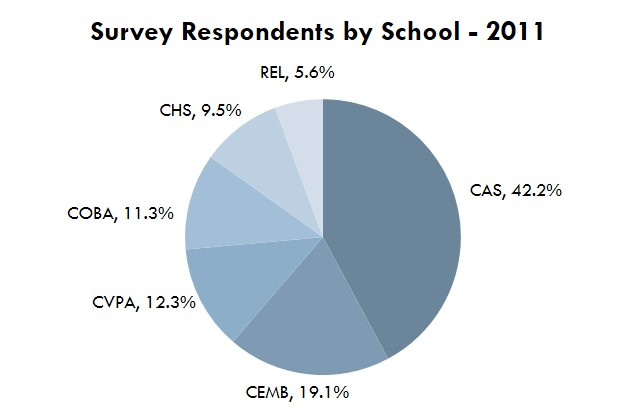 Survey Respondents by School - 2011
REL, 5.6%
CHS, 9.5%
CAS, 42.2%
COBA, 11.3%
CVPA, 12.3%
CEMB, 19.1%